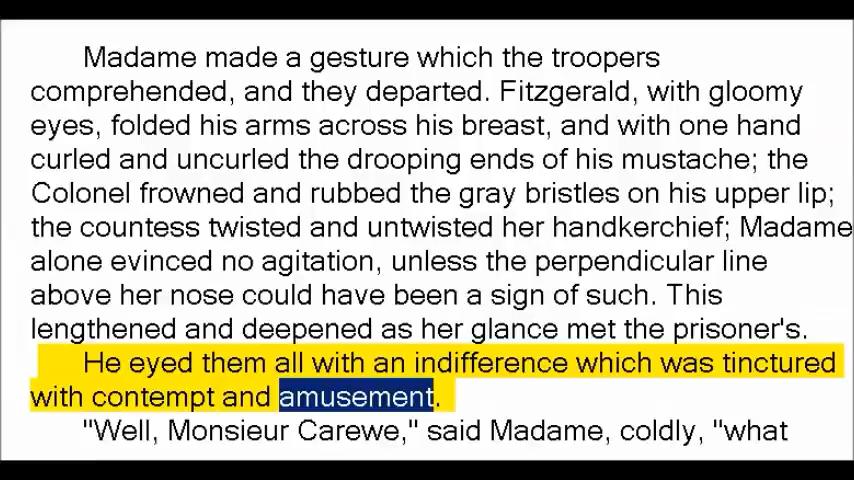 Madame made a gesture which the troopers
comprehended, and they departed. Fitzgerald, with gloomy
eyes, folded his arms across his breast, and with one hand
curled and uncurled the drooping ends of his mustache; the
Colonel frowned and rubbed the gray bristles on his upper lip;
the countess twisted and untwisted her handkerchief; Madame
alone evinced no agitation, unless the perpendicular line
above her nose could have been a sign of such. This
lengthened and deepened as her glance met the prisoner's.
He eyed them all with an indifference which was tinctured
with contempt and amusement.
"Well, Monsieur Carewe," said Madame, coldly, "what